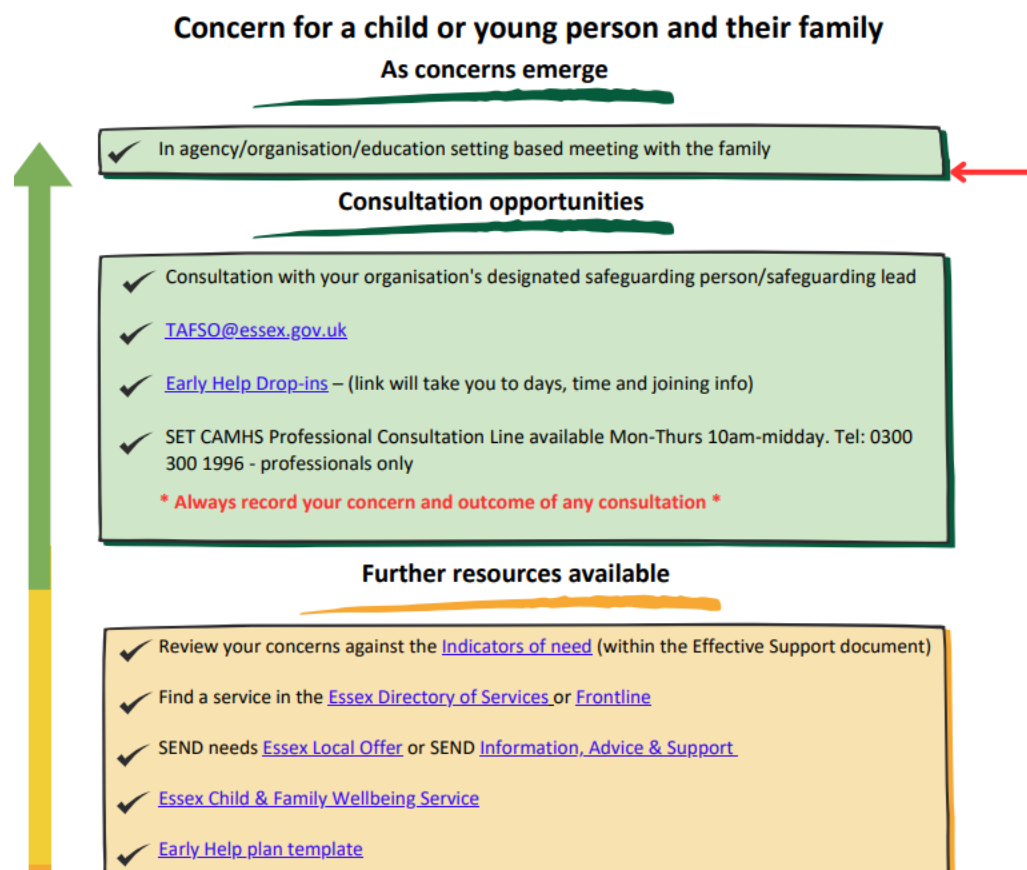 Concern for a child or young person and their family
As concerns emerge
In agency/organisation/education setting based meeting with the family
Consultation opportunities
Consultation with your organisation's designated safeguarding person/safeguarding lead
TAFSO@essex.gov.uk
Early Help Drop-ins – (link will take you to days, time and joining info)
SET CAMHS Professional Consultation Line available Mon-Thurs 10am-midday. Tel: 0300
300 1996 - professionals only
* Always record your concern and outcome of any consultation *
Further resources available
Review your concerns against the Indicators of need (within the Effective Support document)
Find a service in the Essex Directory of Services or Frontline
SEND needs Essex Local Offer or SEND Information, Advice & Support
Essex Child & Family Wellbeing Service
Early Help plan template